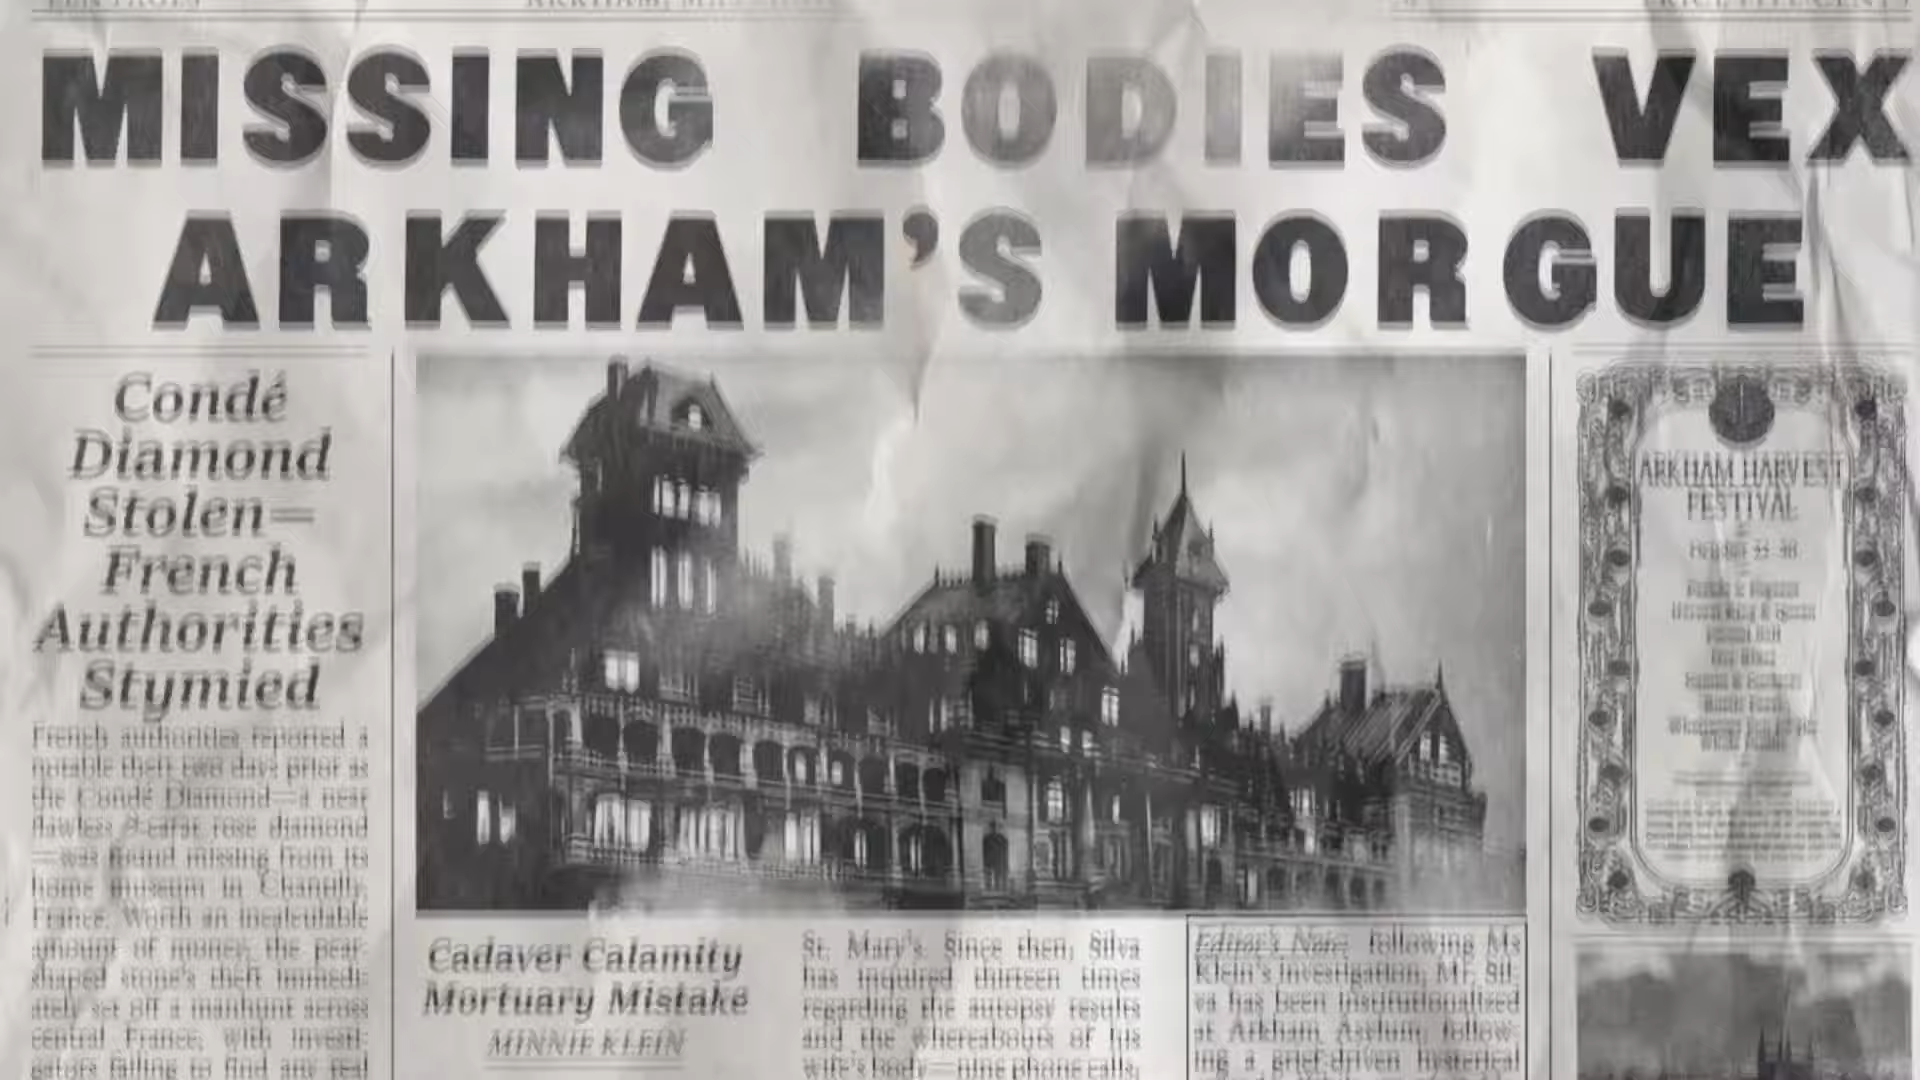 MISSING BODIES VEX
ARKHAM'S MORGUE
Condé
Diamond
Stolen—
French
Authorities
Stymied
French authorities reported a
notable theft two days prior as
the Condé Diamond—a near
flawless 9-carat rose diamond
—was found missing from its
home museum in Chantilly,
France. Worth an incalculable
amount of money, the pear-
shaped stone's theft immedi-
ately set off a manhunt across
central France, with investi-
gators failing to find any real
Cadaver Calamity
Mortuary Mistake
MINNIE KLEIN
St. Mary's. Since then, Silva
has inquired thirteen times
regarding the autopsy results
and the whereabouts of his
wife's body—nine phone calls,
Editor's Note: following Ms
Klein's investigation, Mr. Sil-
va has been institutionalized
at Arkham Asylum, follow-
ing a grief-driven hysterical
ARKHAM HARVEST
FESTIVAL